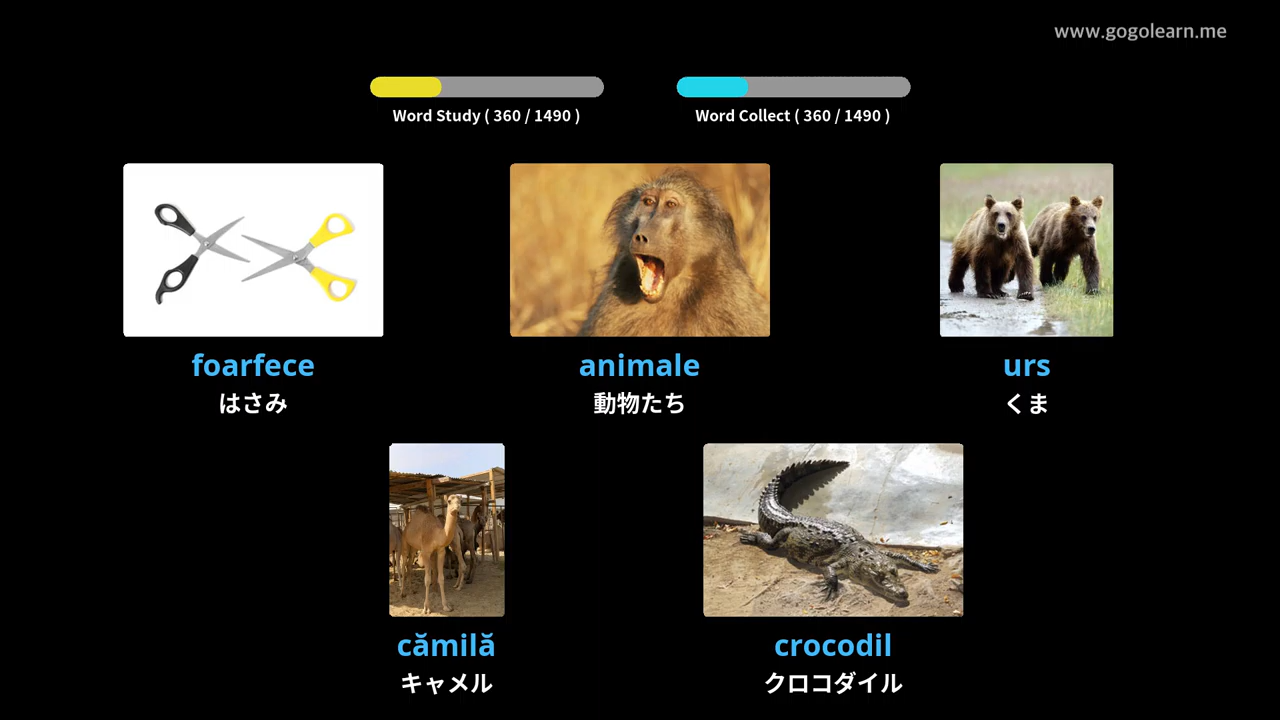 www.gogolearn.me
Word Study ( 360 / 1490 )
Word Collect ( 360 / 1490 )
foarfece
はさみ
animale
動物たち
urs
くま
cămilă
キャメル
crocodil
クロコダイル